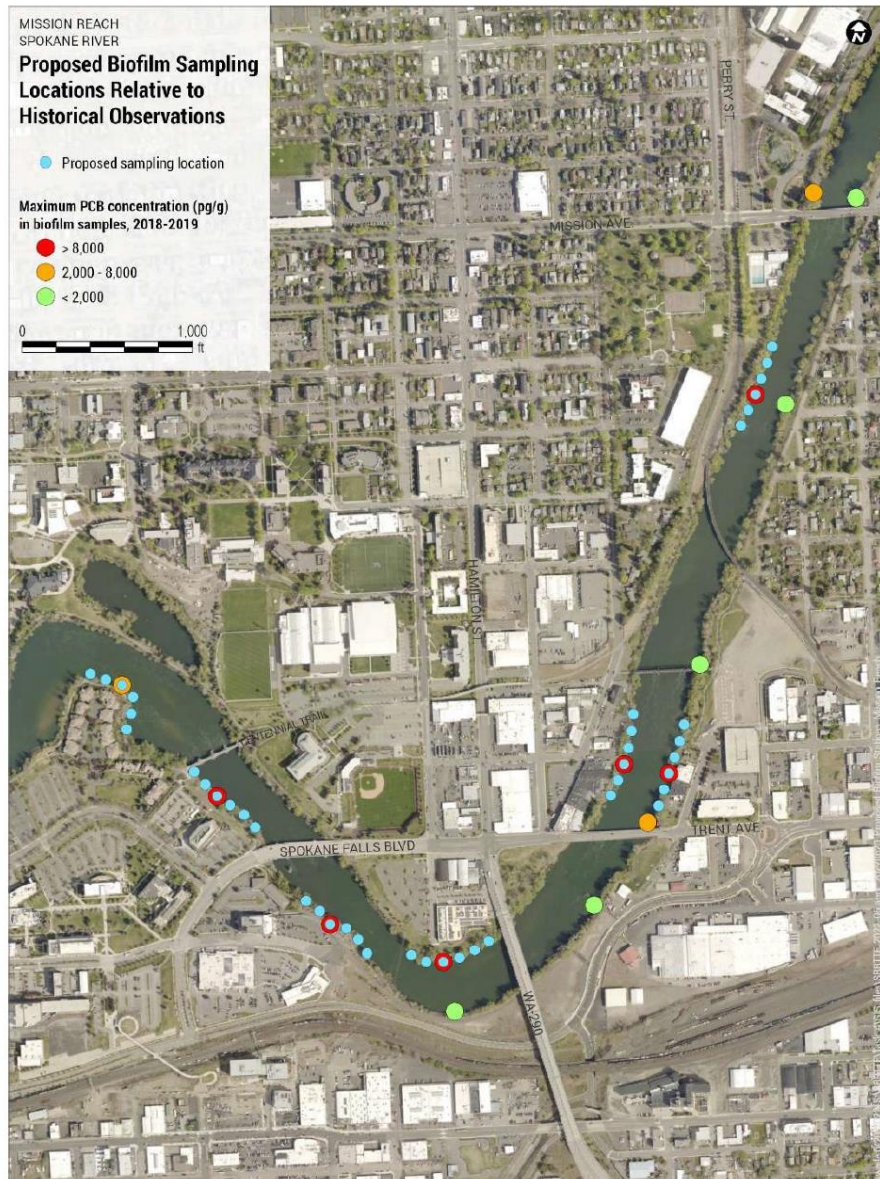 MISSION REACH
SPOKANE RIVER
Proposed Biofilm Sampling
Locations Relative to
Historical Observations
Proposed sampling location
Maximum PCB concentration (pg/g)
in biofilm samples, 2018-2019
> 8,000
2,000 - 8,000
< 2,000
0 1,000
ft
N
PERRY ST.
MISSION AVE
HAMILTON ST.
CENTENNIAL TRAIL
TRENT AVE
SPOKANE FALLS BLVD
WA-290